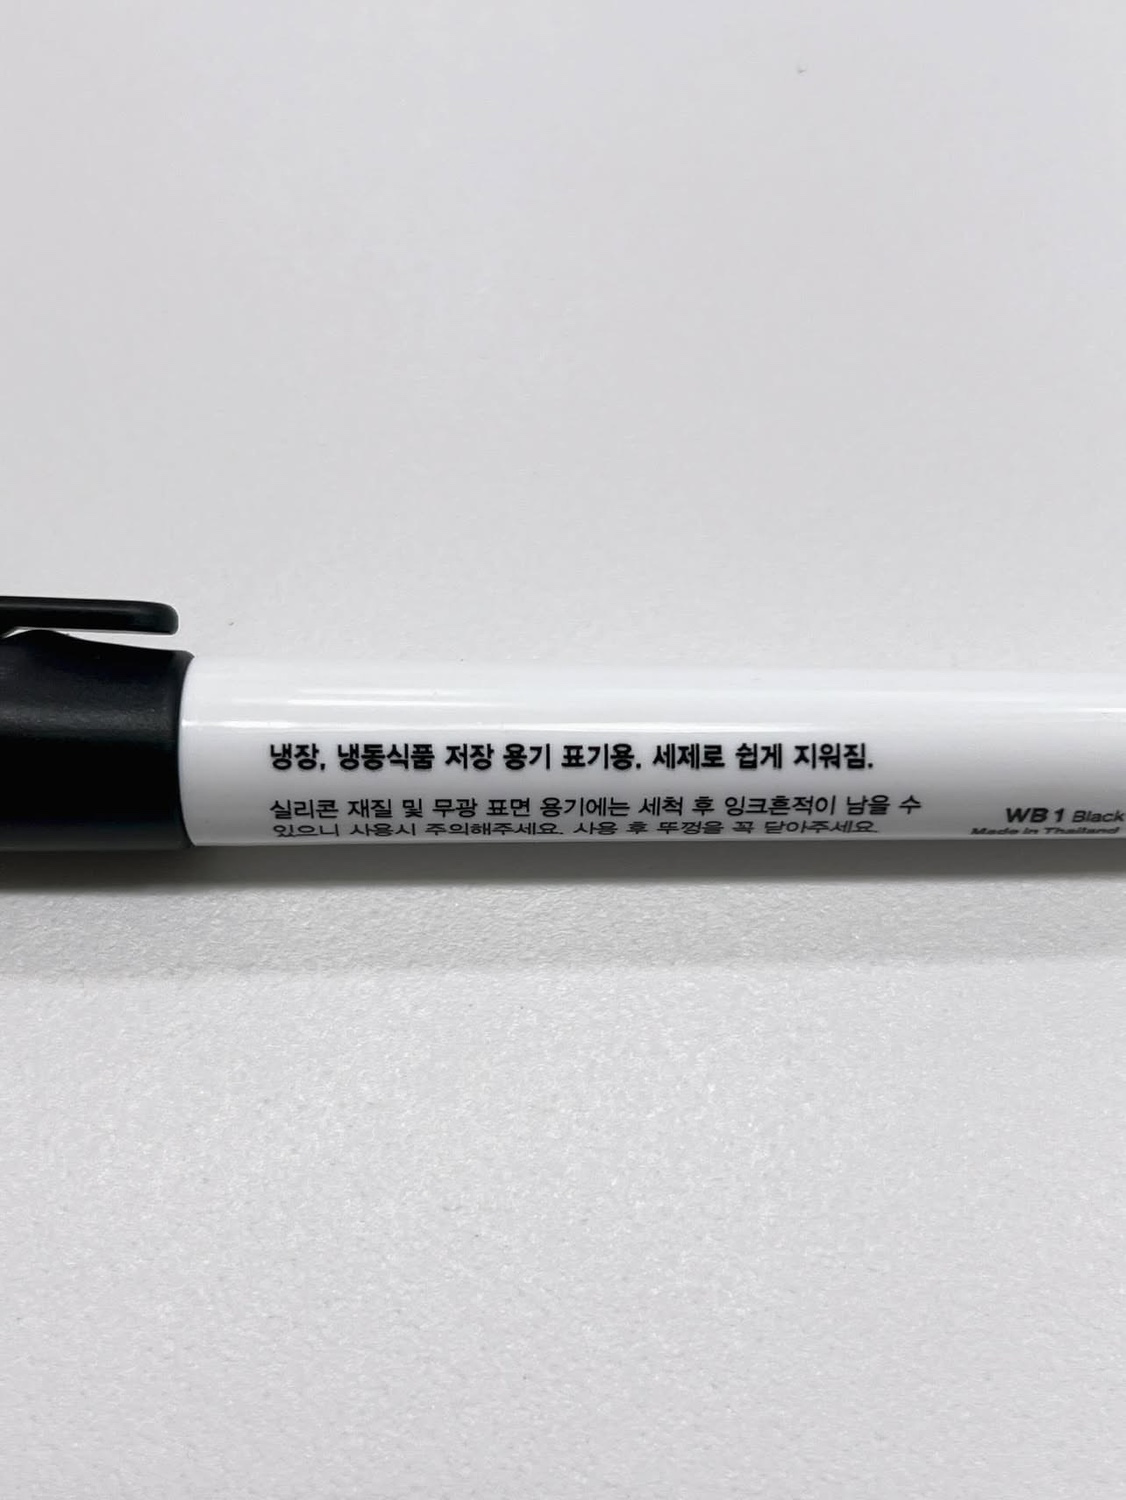 냉장, 냉동식품 저장 용기 표기용. 세제로 쉽게 지워짐.
실리콘 재질 및 무광 표면 용기에는 세척 후 잉크흔적이 남을 수
있으니 사용시 주의해주세요. 사용 후 뚜껑을 꼭 닫아주세요.
WB 1 Black
Made in Thailand